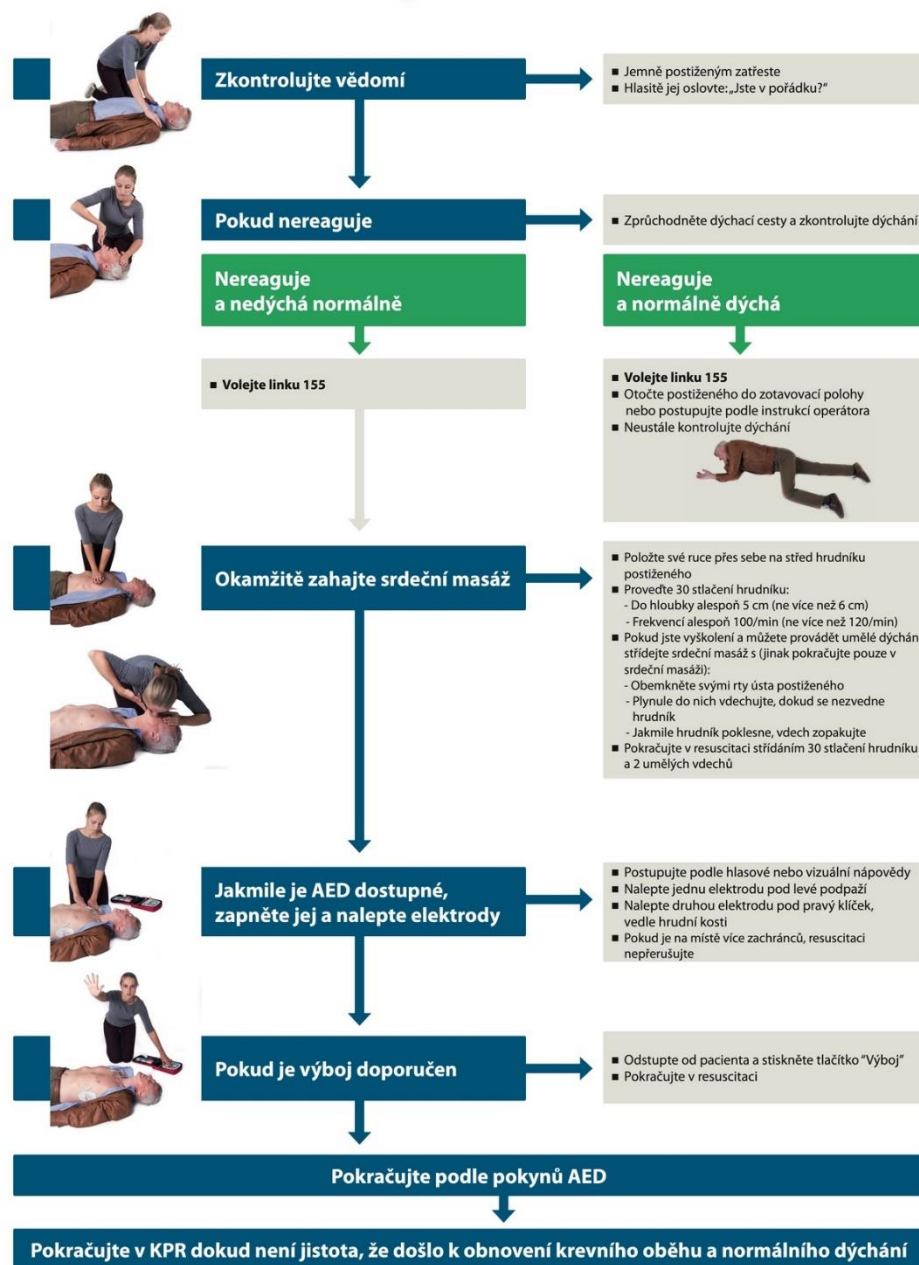 Zkontrolujte vědomí
■ Jemně postiženým zatřeste
■ Hlasitě jej oslovte: „Jste v pořádku?“
Pokud nereaguje
■ Zprůchodněte dýchací cesty a zkontrolujte dýchání
Nereaguje
a nedýchá normálně
■ Volejte linku 155
Nereaguje
a normálně dýchá
■ Volejte linku 155
■ Otočte postiženého do zotavovací polohy
nebo postupujte podle instrukcí operátora
■ Neustále kontrolujte dýchání
Okamžitě zahajte srdeční masáž
■ Položte své ruce přes sebe na střed hrudníku
postiženého
■ Proveďte 30 stlačení hrudníku:
- Do hloubky alespoň 5 cm (ne více než 6 cm)
- Frekvencí alespoň 100/min (ne více než 120/min)
■ Pokud jste vyškolení a můžete provádět umělé dýchán
střídejte srdeční masáž s (jinak pokračujte pouze v
srdeční masáži):
- Obemkněte svými rty ústa postiženého
- Plynule do nich vdechujte, dokud se nezvedne
hrudník
- Jakmile hrudník poklesne, vdech zopakujte
■ Pokračujte v resuscitaci střídáním 30 stlačení hrudníku
a 2 umělých vdechů
Jakmile je AED dostupné,
zapněte jej a nalepte elektrody
■ Postupujte podle hlasové nebo vizuální nápovědy
■ Nalepte jednu elektrodu pod levé podpaží
■ Nalepte druhou elektrodu pod pravý klíček,
vedle hrudní kosti
■ Pokud je na místě více zachránců, resuscitaci
nepřerušujte
Pokud je výboj doporučen
■ Odstupte od pacienta a stiskněte tlačítko “Výboj”
■ Pokračujte v resuscitaci
Pokračujte podle pokynů AED
Pokračujte v KPR dokud není jistota, že došlo k obnovení krevního oběhu a normálního dýchání